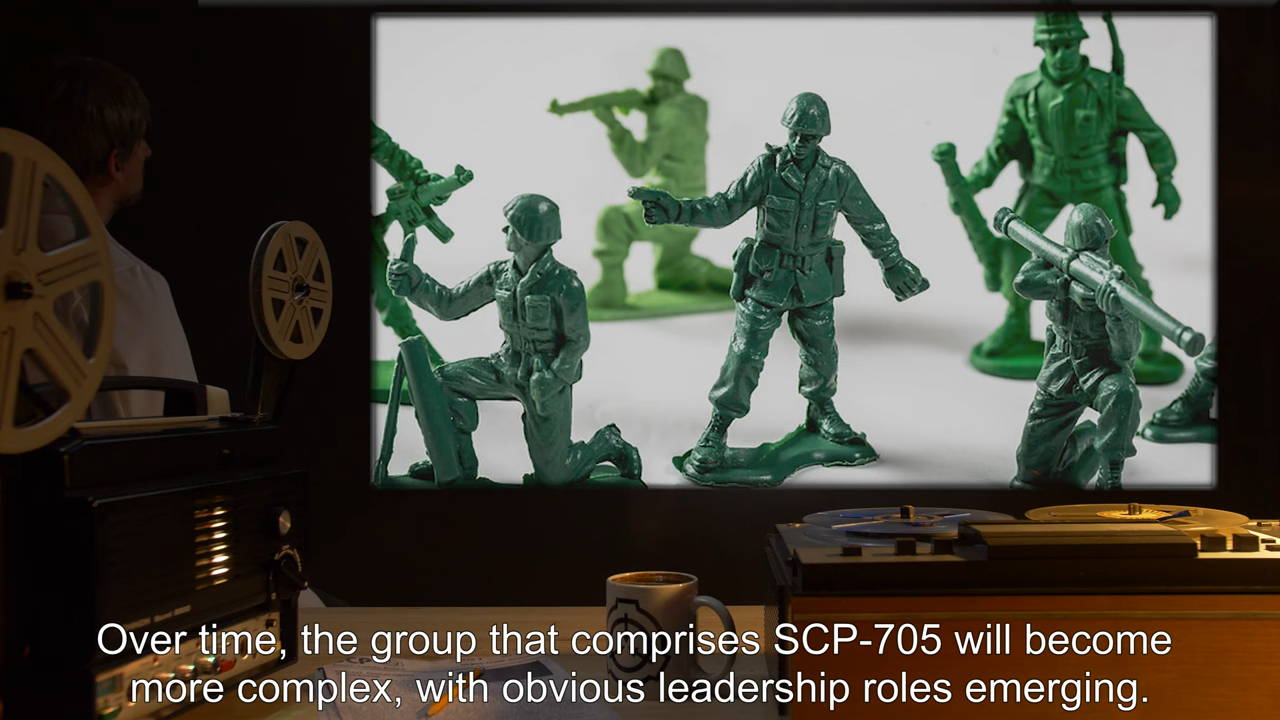 Over time, the group that comprises SCP-705 will become
more complex, with obvious leadership roles emerging.